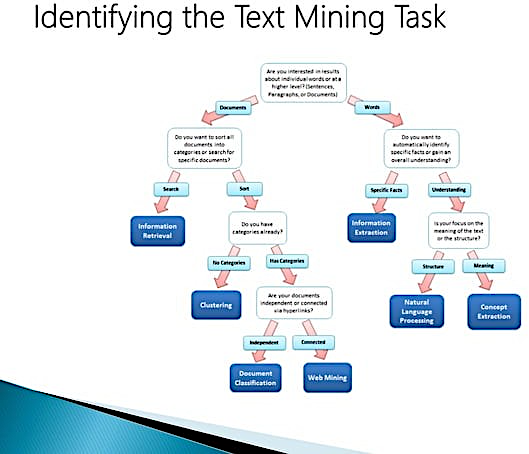 Identifying the Text Mining Task
Are you interested in results
about individual words or at a
higher level? (Sentences,
Paragraphs, or Documents)
Documents
Words
Do you want to sort all
documents into
categories or search for
specific documents?
Do you want to
automatically identify
specific facts or gain an
overall understanding?
Search
Sort
Specific Facts
Understanding
Information
Retrieval
Do you have
categories already?
Information
Extraction
Is your focus on the
meaning of the text
or the structure?
No Categories
Has Categories
Structure
Meaning
Clustering
Are your documents
independent or connected
via hyperlinks?
Natural
Language
Processing
Concept
Extraction
Independent
Connected
Document
Classification
Web Mining